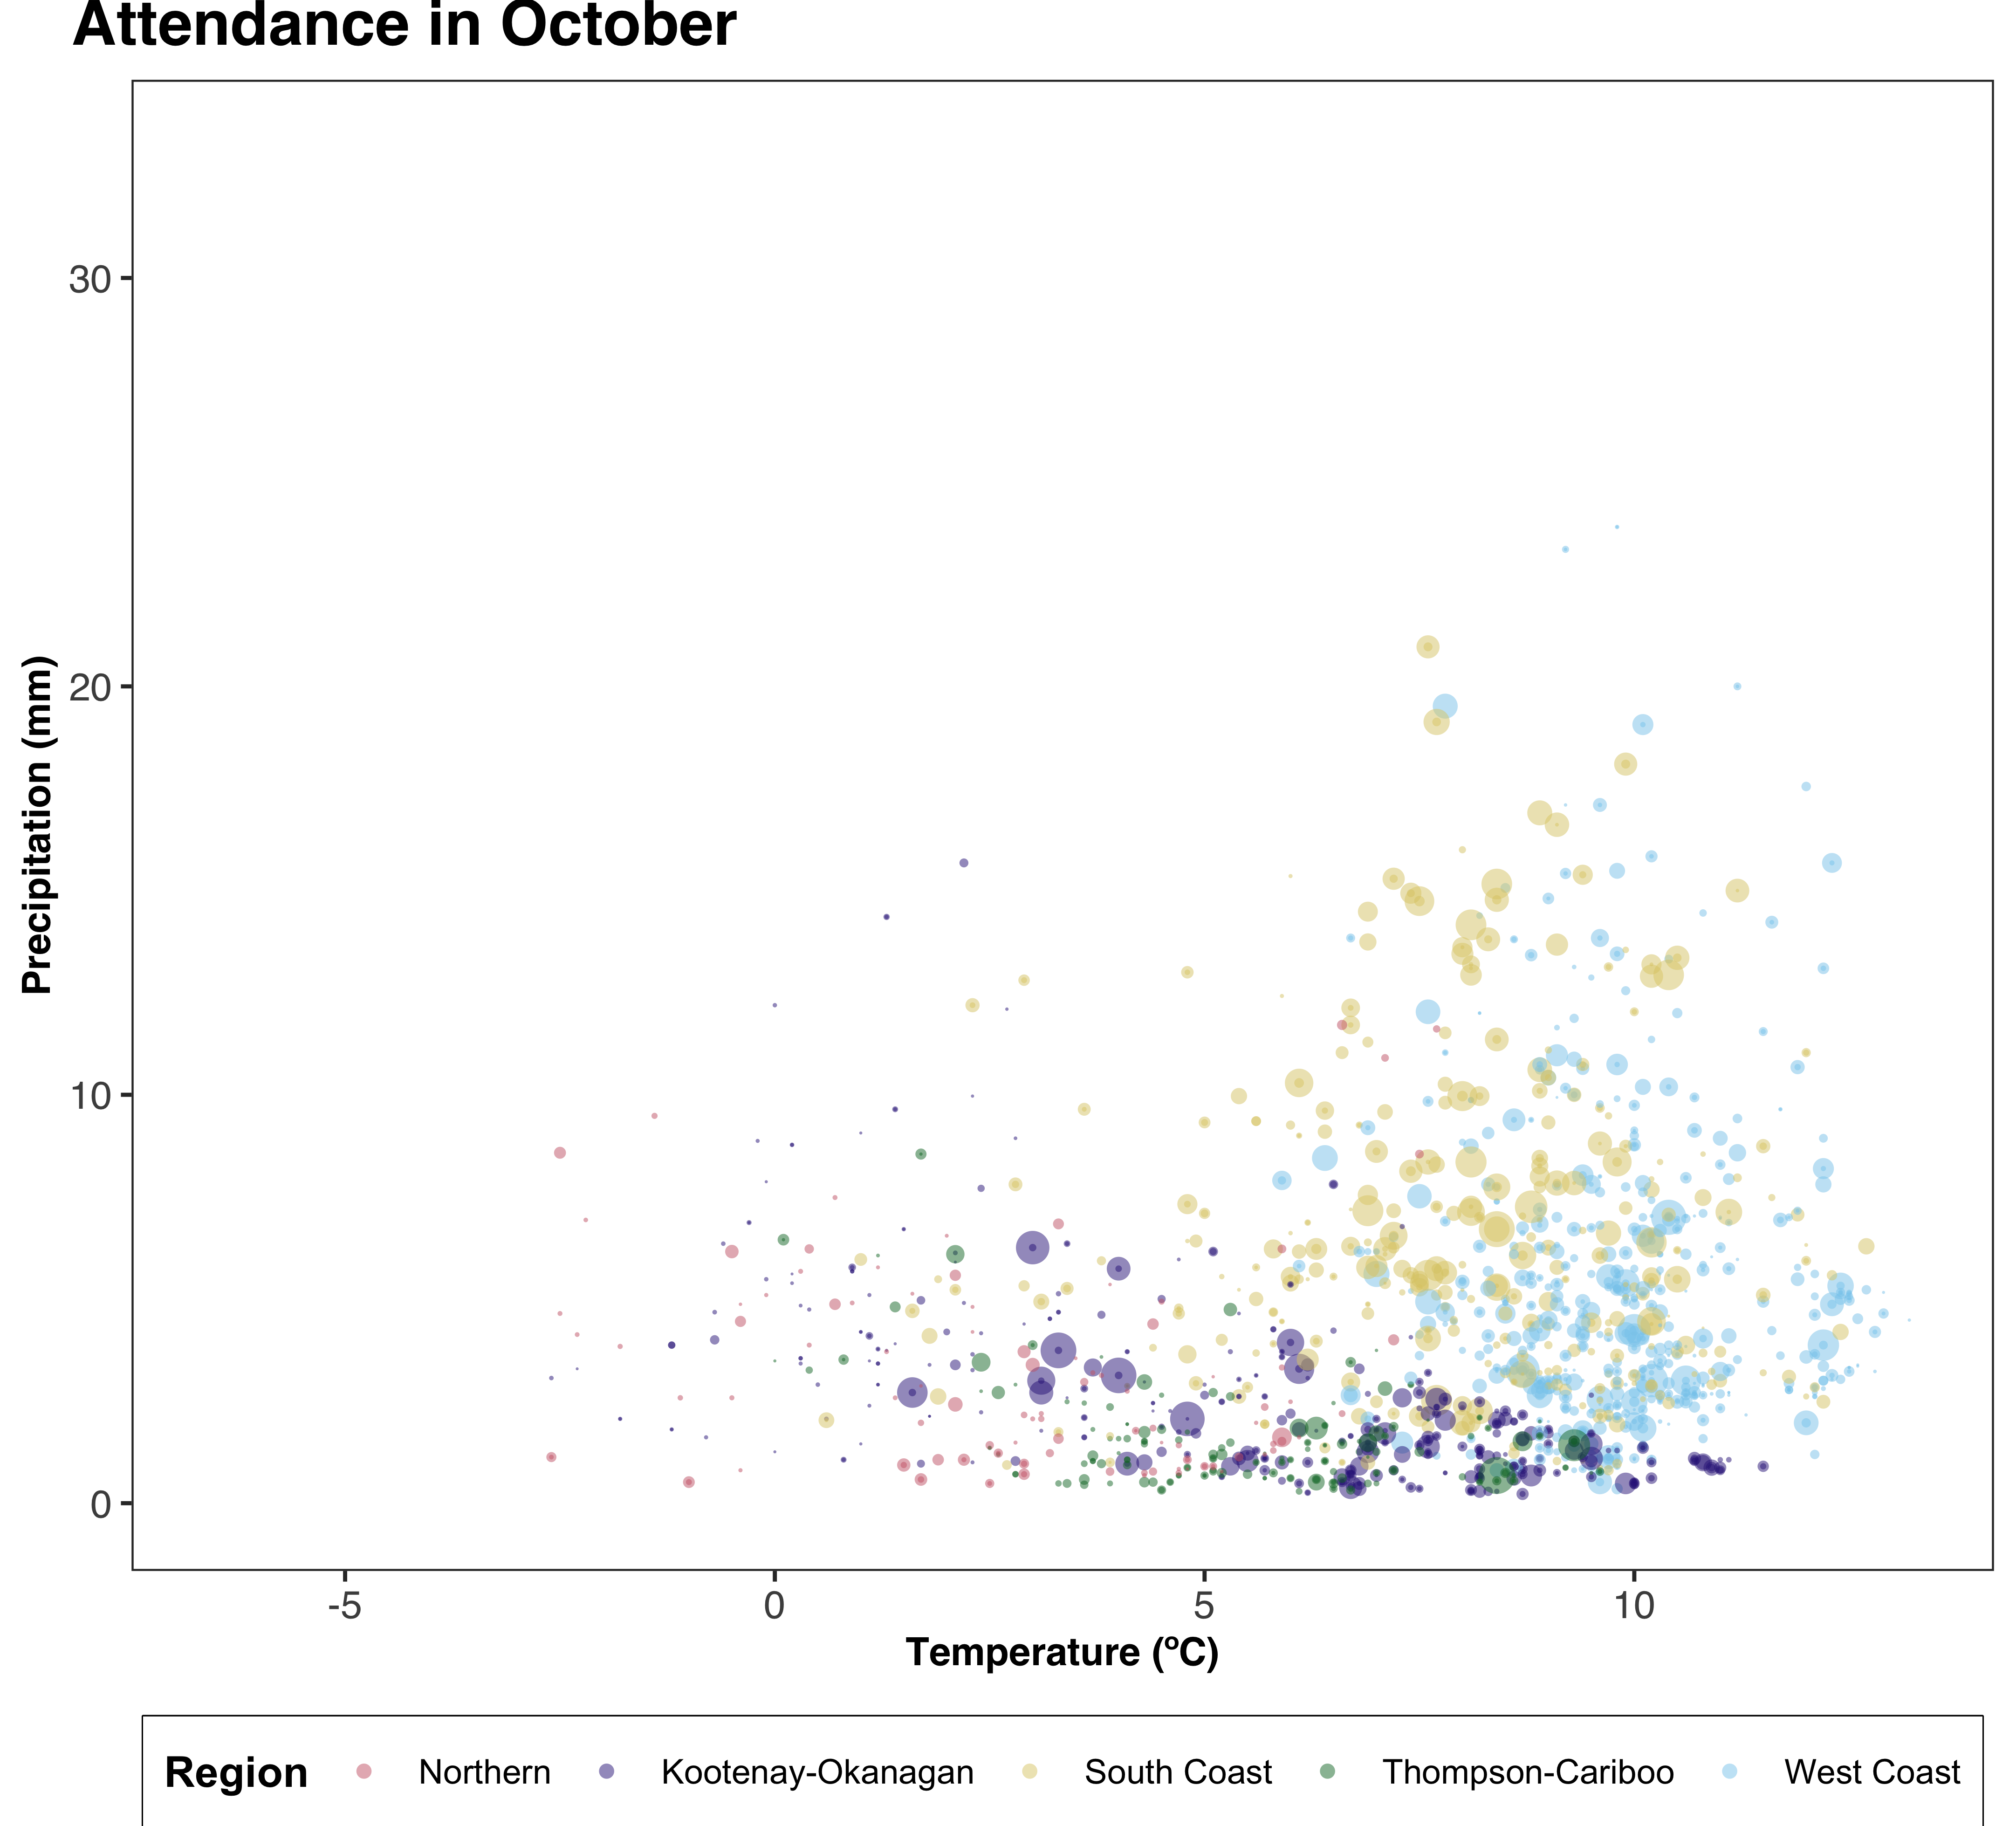 Attendance in October
Precipitation (mm)
30
20
10
0
-5 0 5 10
Temperature (ºC)
Region Northern Kootenay-Okanagan South Coast Thompson-Cariboo West Coast